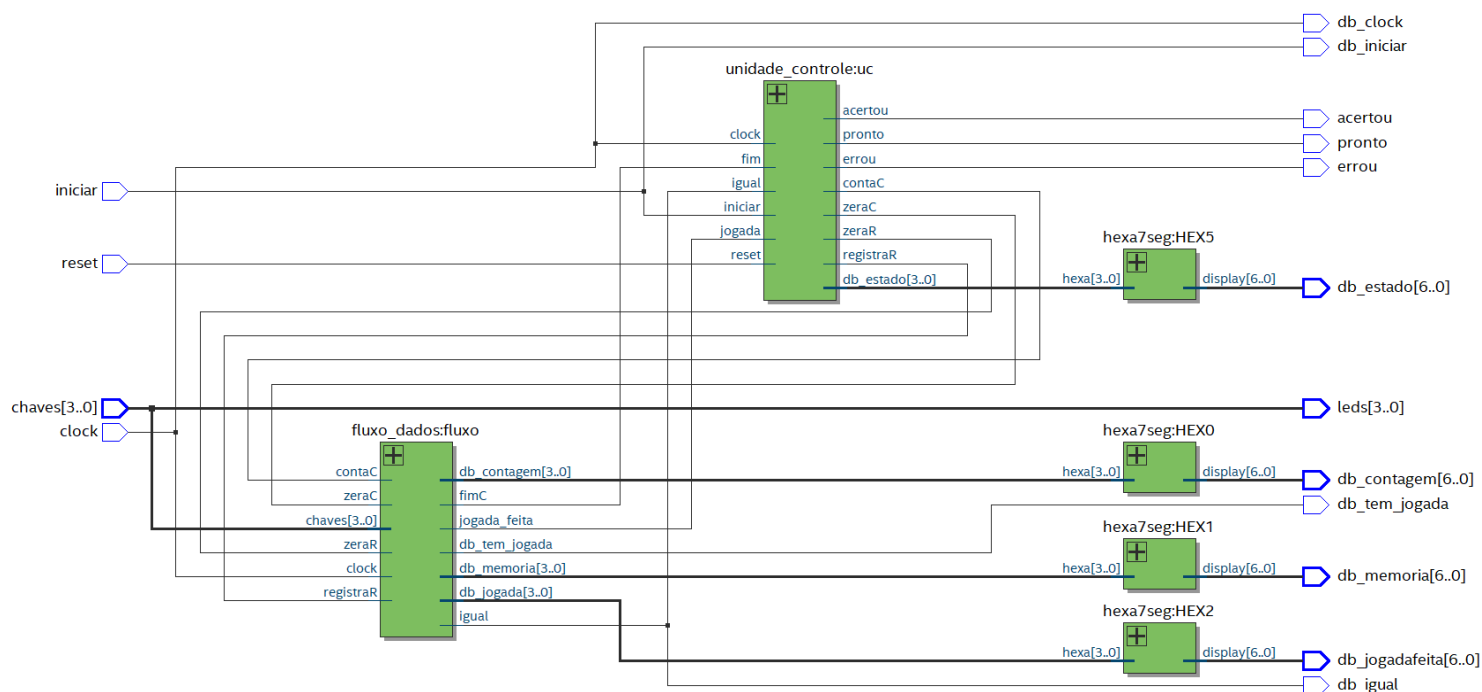 db_clock
db_iniciar
unidade_controle:uc
acertou
clock
pronto
fim
errou
igual
contaC
iniciar
zeraC
jogada
zeraR
reset
registraR
db_estado[3..0]
acertou
pronto
errou
iniciar
reset
hexa7seg:HEX5
hexa[3..0]
display[6..0]
db_estado[6..0]
chaves[3..0]
leds[3..0]
clock
fluxo_dados:fluxo
contaC
db_contagem[3..0]
zeraC
fimC
chaves[3..0]
jogada_feita
zeraR
db_tem_jogada
clock
db_memoria[3..0]
registraR
db_jogada[3..0]
igual
hexa7seg:HEX0
hexa[3..0]
display[6..0]
db_contagem[6..0]
db_tem_jogada
hexa7seg:HEX1
hexa[3..0]
display[6..0]
db_memoria[6..0]
hexa7seg:HEX2
hexa[3..0]
display[6..0]
db_jogadafeita[6..0]
db_igual